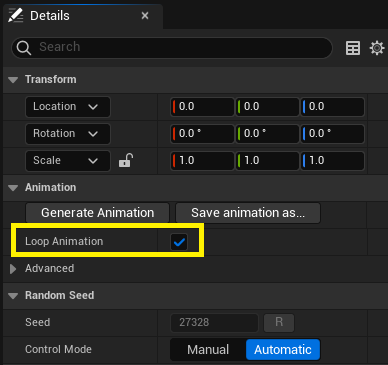 Details
Search
Transform
Location 0.0 0.0 0.0
Rotation 0.0 ° 0.0 ° 0.0 °
Scale 1.0 1.0 1.0
Animation
Generate Animation Save animation as...
Loop Animation
Advanced
Random Seed
Seed 27328 R
Control Mode Manual Automatic